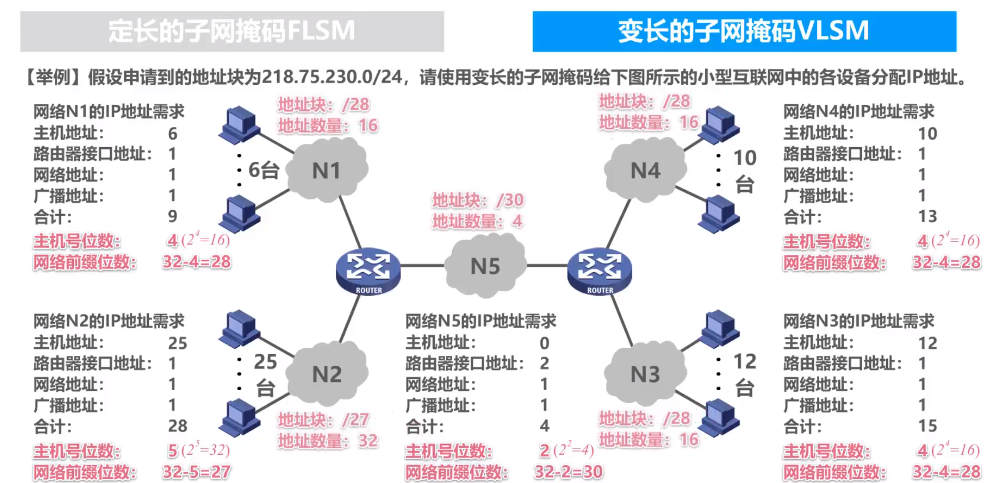 定长的子网掩码FLSM
变长的子网掩码VLSM
【举例】假设申请到的地址块为218.75.230.0/24，请使用变长的子网掩码给下图所示的小型互联网中的各设备分配IP地址。
网络N1的IP地址需求
主机地址： 6
路由器接口地址： 1
网络地址： 1
广播地址： 1
合计： 9
主机号位数： 4 (2^4=16)
网络前缀位数： 32-4=28
地址块：/28
地址数量：16
6台
N1
地址块：/28
地址数量：16
N4
10
台
网络N4的IP地址需求
主机地址： 10
路由器接口地址： 1
网络地址： 1
广播地址： 1
合计： 13
主机号位数： 4 (2^4=16)
网络前缀位数： 32-4=28
地址块：/30
地址数量：4
N5
ROUTER
ROUTER
网络N2的IP地址需求
主机地址： 25
路由器接口地址： 1
网络地址： 1
广播地址： 1
合计： 28
主机号位数： 5 (2^5=32)
网络前缀位数： 32-5=27
25
台
N2
地址块：/27
地址数量：32
网络N5的IP地址需求
主机地址： 0
路由器接口地址： 2
网络地址： 1
广播地址： 1
合计： 4
主机号位数： 2 (2^2=4)
网络前缀位数： 32-2=30
N3
12
台
地址块：/28
地址数量：16
网络N3的IP地址需求
主机地址： 12
路由器接口地址： 1
网络地址： 1
广播地址： 1
合计： 15
主机号位数： 4 (2^4=16)
网络前缀位数： 32-4=28